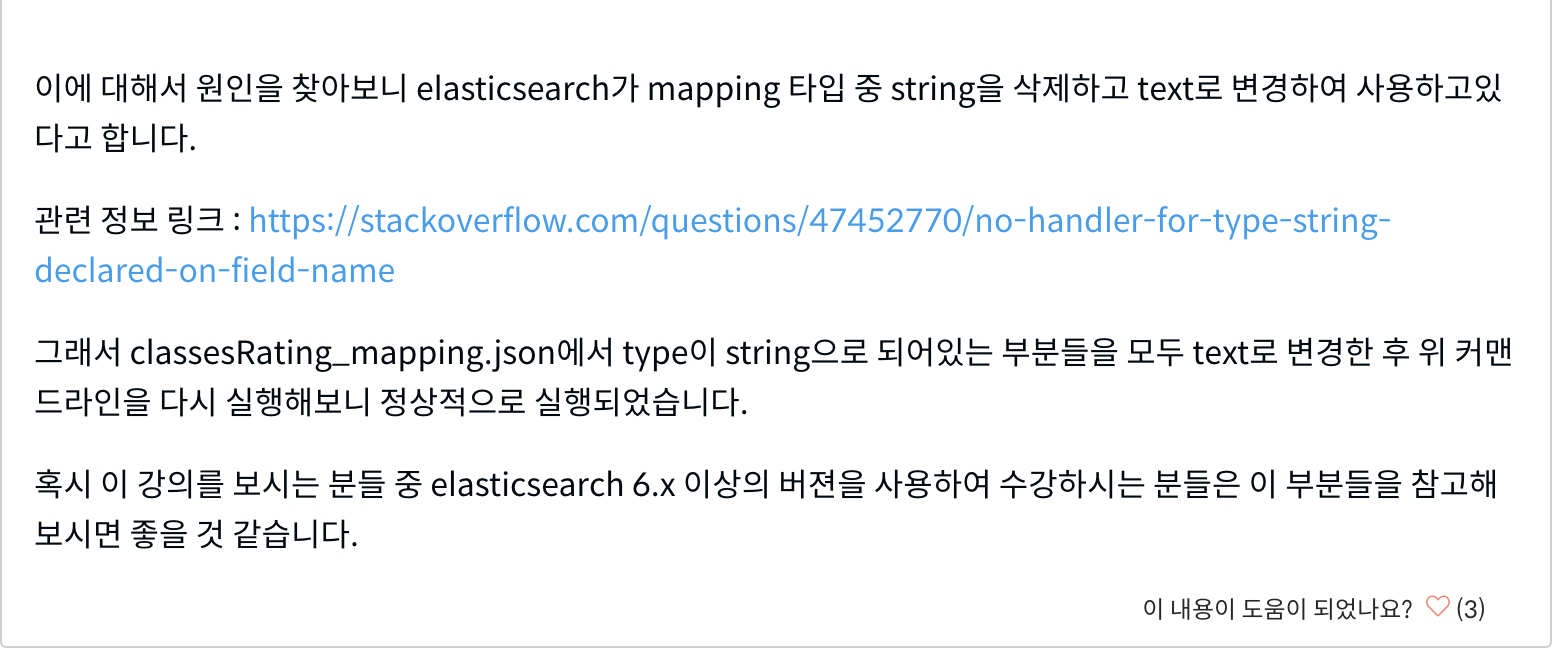 이에 대해서 원인을 찾아보니 elasticsearch가 mapping 타입 중 string을 삭제하고 text로 변경하여 사용하고있
다고 합니다.
관련 정보 링크 : https://stackoverflow.com/questions/47452770/no-handler-for-type-string-
declared-on-field-name
그래서 classesRating_mapping.json에서 type이 string으로 되어있는 부분들을 모두 text로 변경한 후 위 커맨
드라인을 다시 실행해보니 정상적으로 실행되었습니다.
혹시 이 강의를 보시는 분들 중 elasticsearch 6.x 이상의 버젼을 사용하여 수강하시는 분들은 이 부분들을 참고해
보시면 좋을 것 같습니다.
이 내용이 도움이 되었나요? ♡ (3)